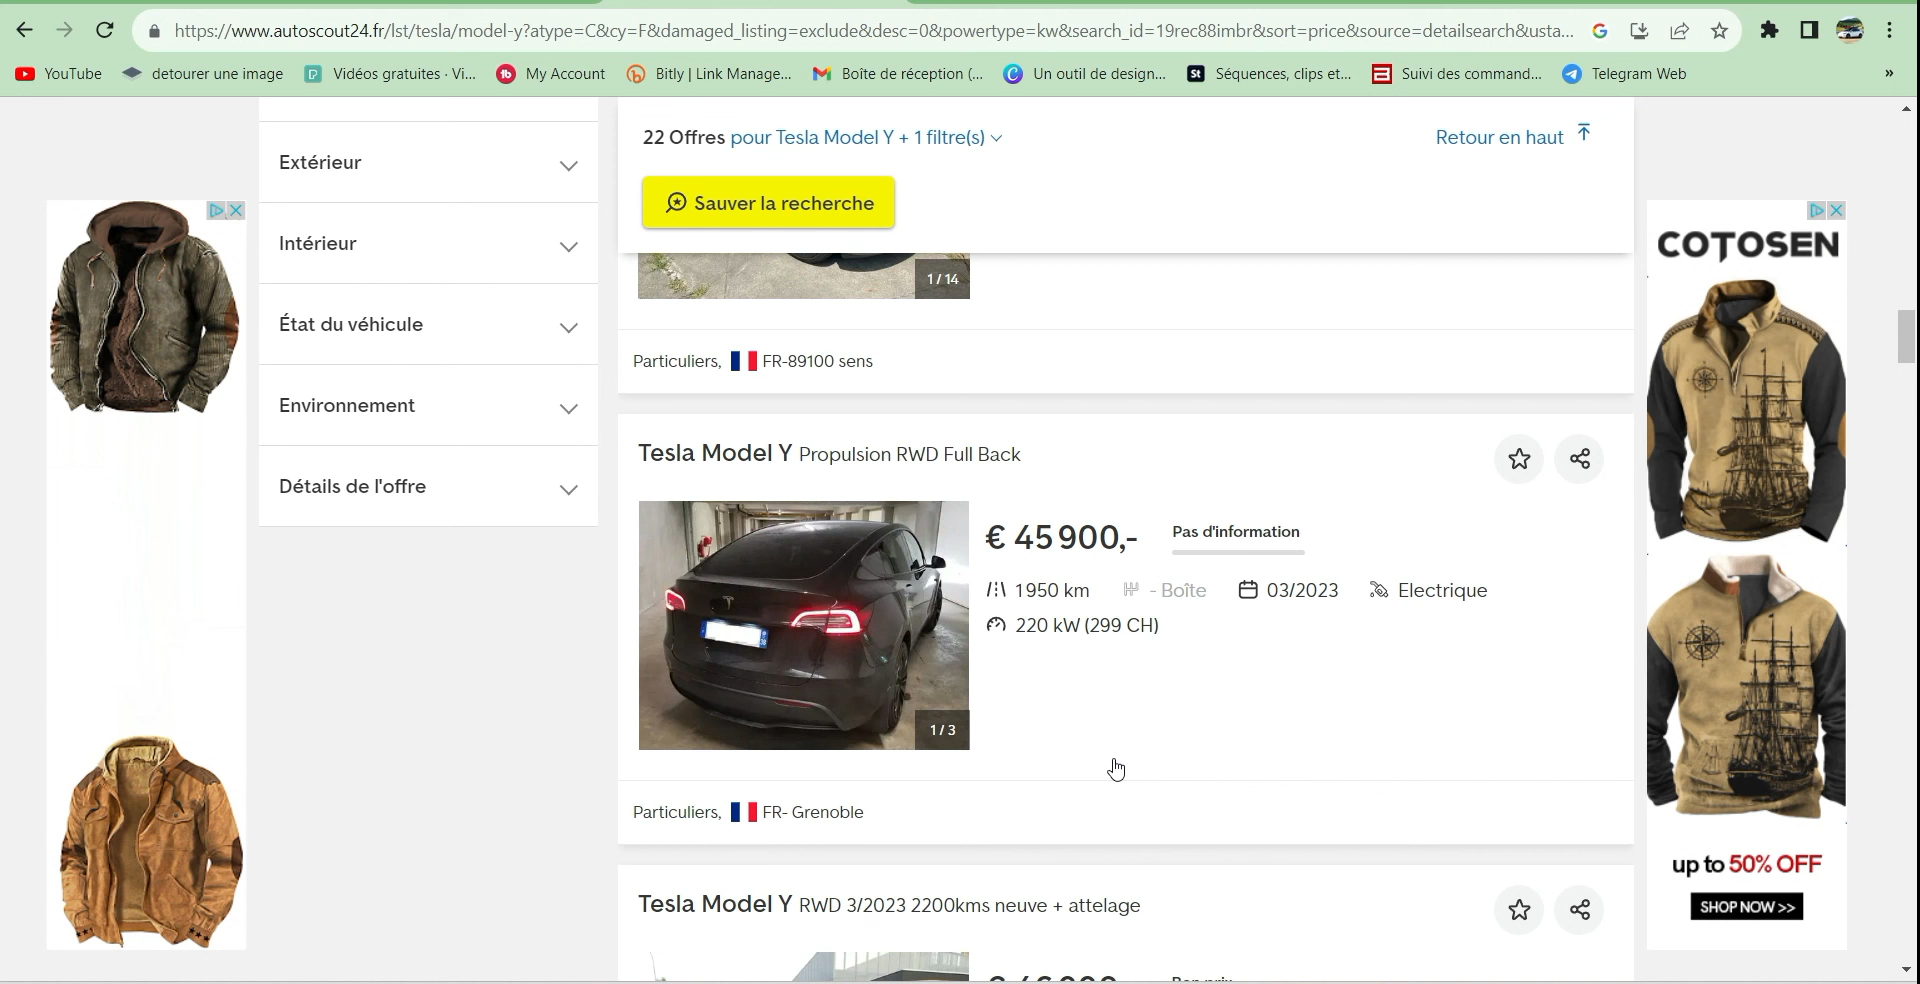 https://www.autoscout24.fr/lst/tesla/model-y?atype=C&cy=F&damaged_listing=exclude&desc=0&powertype=kw&search_id=19rec88imbr&sort=price&source=detailsearch&usta...
YouTube
detourer une image
Vidéos gratuites · Vi...
My Account
Bitly | Link Manage...
Boîte de réception (...
Un outil de design...
Séquences, clips et...
Suivi des command...
Telegram Web
»
22 Offres pour Tesla Model Y + 1 filtre(s)
Retour en haut
Sauver la recherche
Extérieur
Intérieur
État du véhicule
Environnement
Détails de l'offre
1 / 14
Particuliers, FR-89100 sens
Tesla Model Y Propulsion RWD Full Back
€ 45 900,-
Pas d'information
1 950 km
- Boîte
03/2023
Electrique
220 kW (299 CH)
1 / 3
Particuliers, FR- Grenoble
Tesla Model Y RWD 3/2023 2200kms neuve + attelage
COTOSEN
up to 50% OFF
SHOP NOW >>